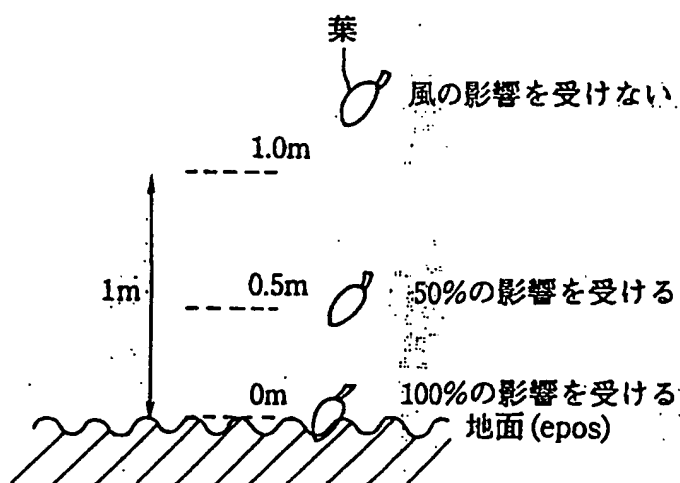 葉
風の影響を受けない
1.0m
1m
0.5m
50%の影響を受ける
0m
100%の影響を受ける
地面(epos)